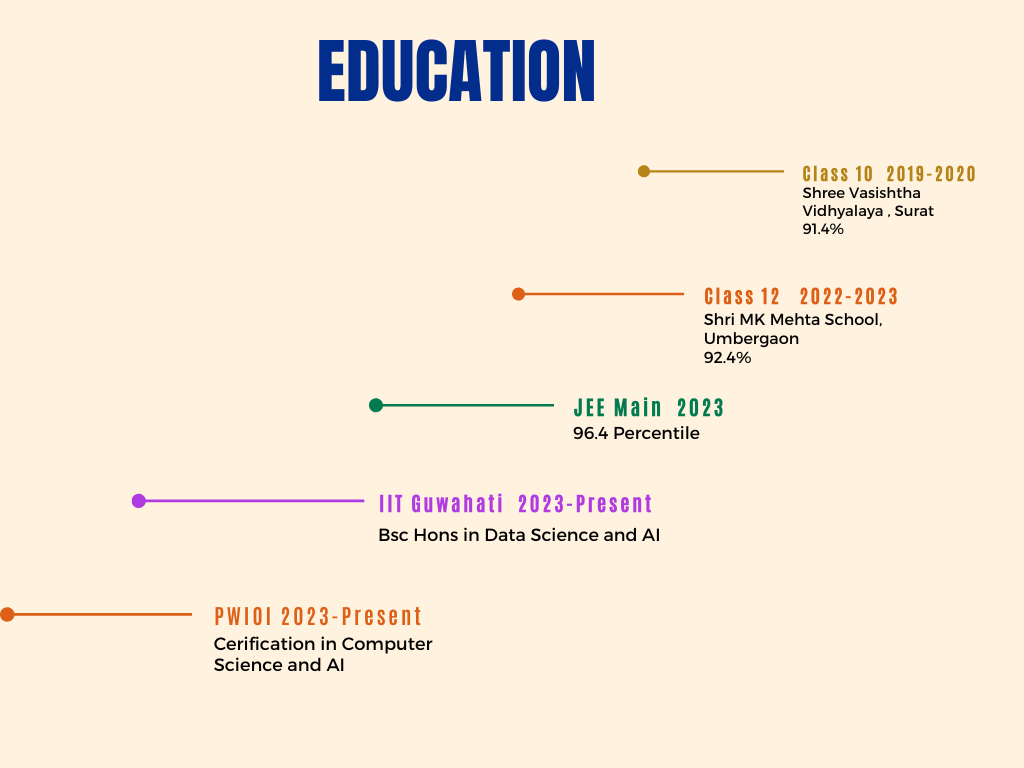 EDUCATION
Class 10 2019-2020
Shree Vasishtha
Vidhyalaya , Surat
91.4%
Class 12 2022-2023
Shri MK Mehta School,
Umbergaon
92.4%
JEE Main 2023
96.4 Percentile
IIT Guwahati 2023-Present
Bsc Hons in Data Science and AI
PWIOI 2023-Present
Cerification in Computer
Science and AI